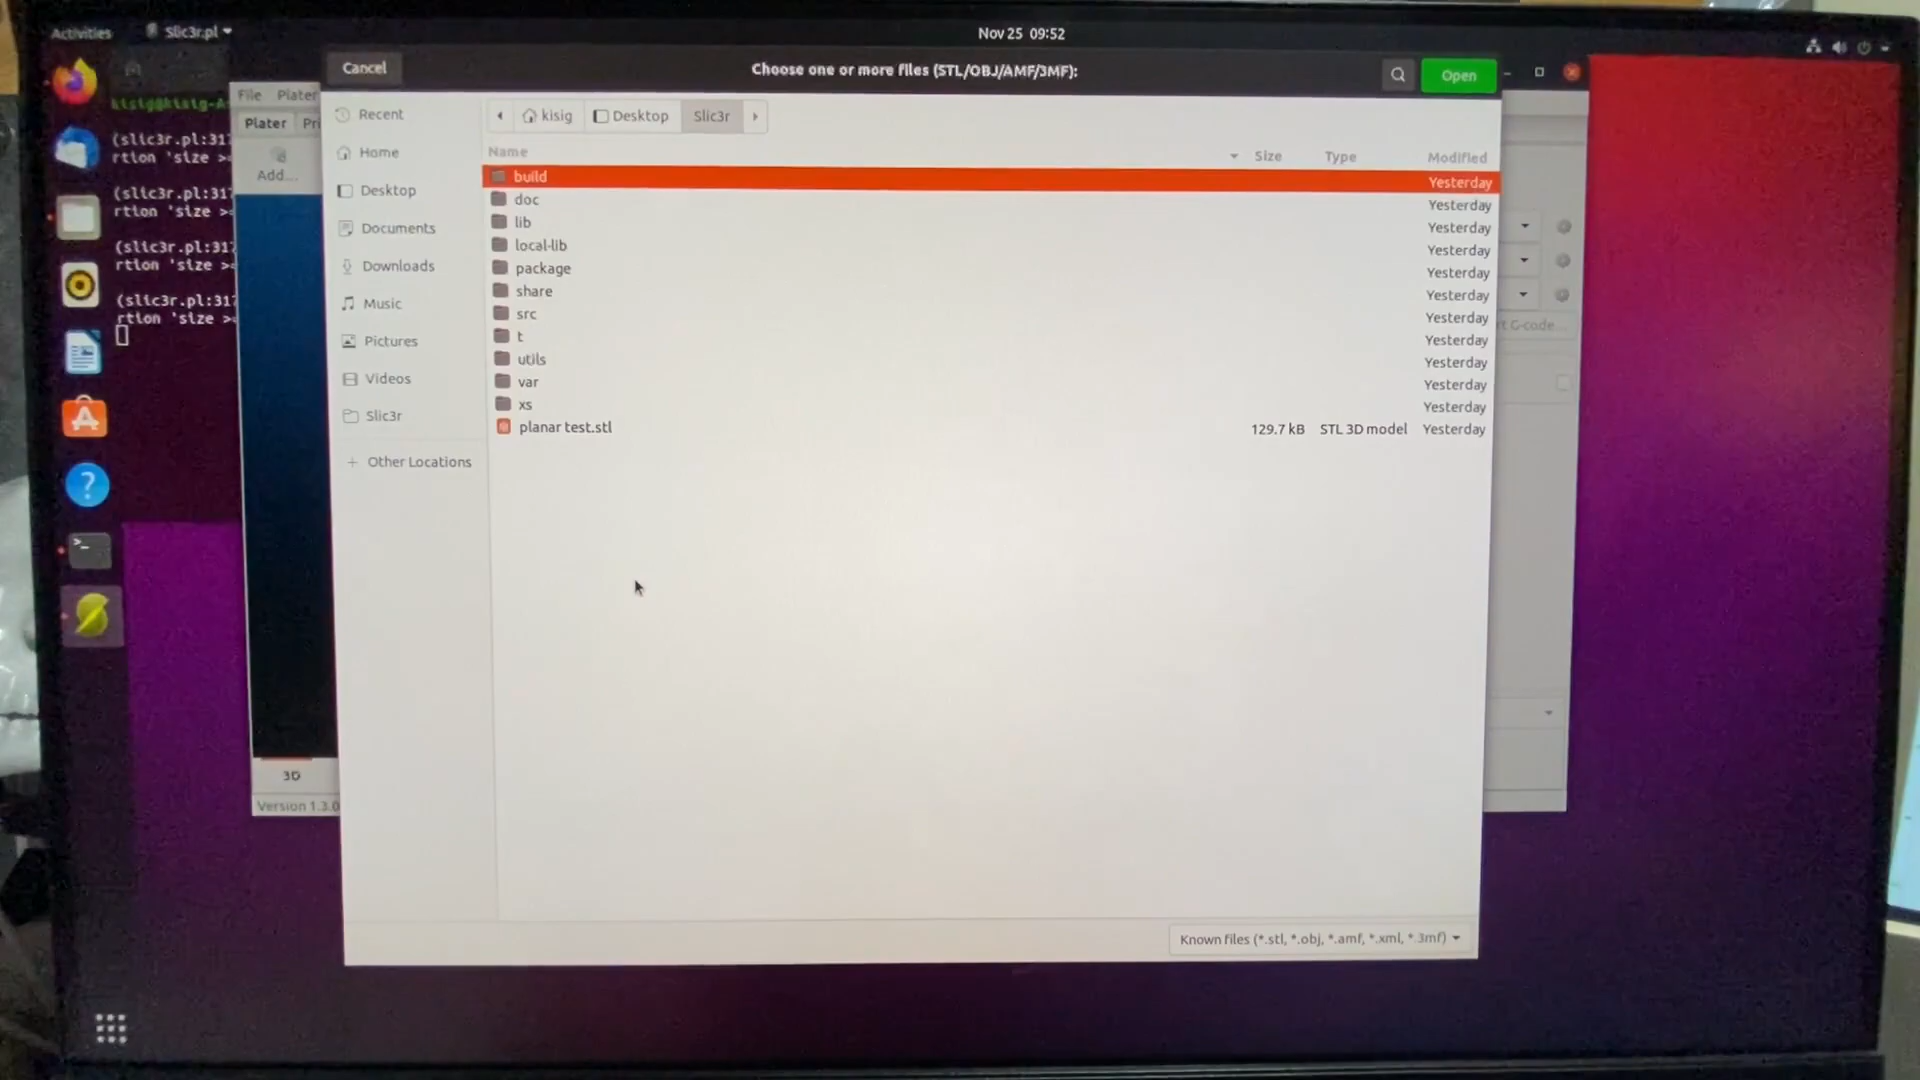 Activities
Slic3r.pl
Nov 25 09:52
Cancel
Choose one or more files (STL/OBJ/AMF/3MF):
Open
File Plater
Plater
Add...
(slic3r.pl:317
rtion 'size >=
(slic3r.pl:317
rtion 'size >=
(slic3r.pl:317
rtion 'size >=
(slic3r.pl:317
rtion 'size >=
Recent
Home
Desktop
Documents
Downloads
Music
Pictures
Videos
Slic3r
+ Other Locations
kisig Desktop Slic3r
Name Size Type Modified
build Yesterday
doc Yesterday
lib Yesterday
local-lib Yesterday
package Yesterday
share Yesterday
src Yesterday
t Yesterday
utils Yesterday
var Yesterday
xs Yesterday
planar test.stl 129.7 kB STL 3D model Yesterday
G-code...
3D
Version 1.3.0
Known files (*.stl, *.obj, *.amf, *.xml, *.3mf)